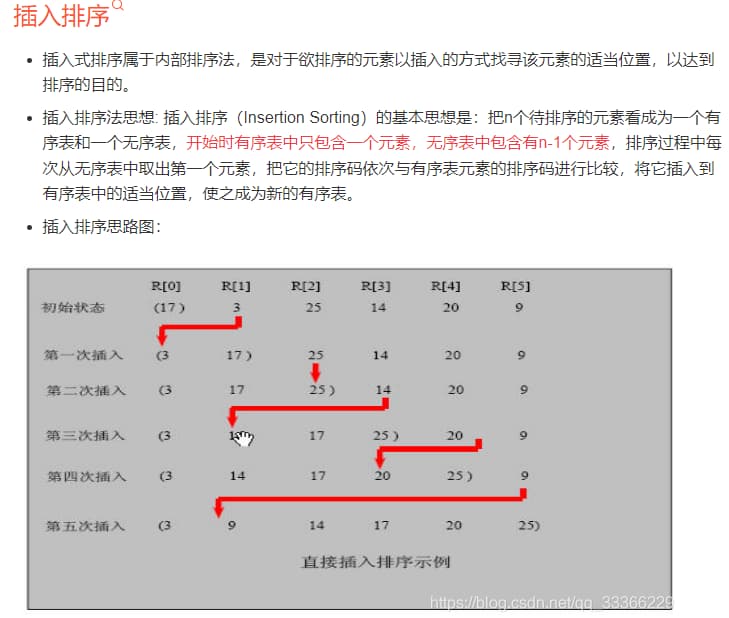 插入排序
插入式排序属于内部排序法，是对于欲排序的元素以插入的方式找寻该元素的适当位置，以达到
排序的目的。
插入排序法思想: 插入排序（Insertion Sorting）的基本思想是：把n个待排序的元素看成为一个有
序表和一个无序表，开始时有序表中只包含一个元素，无序表中包含有n-1个元素，排序过程中每
次从无序表中取出第一个元素，把它的排序码依次与有序表元素的排序码进行比较，将它插入到
有序表中的适当位置，使之成为新的有序表。
插入排序思路图：
R[0] R[1] R[2] R[3] R[4] R[5]
初始状态 (17) 3 25 14 20 9
第一次插入 (3 17) 25 14 20 9
第二次插入 (3 17 25) 14 20 9
第三次插入 (3 17 25) 20 9
第四次插入 (3 14 17 20 25) 9
第五次插入 (3 9 14 17 20 25)
直接插入排序示例
https://blog.csdn.net/qq_33366229